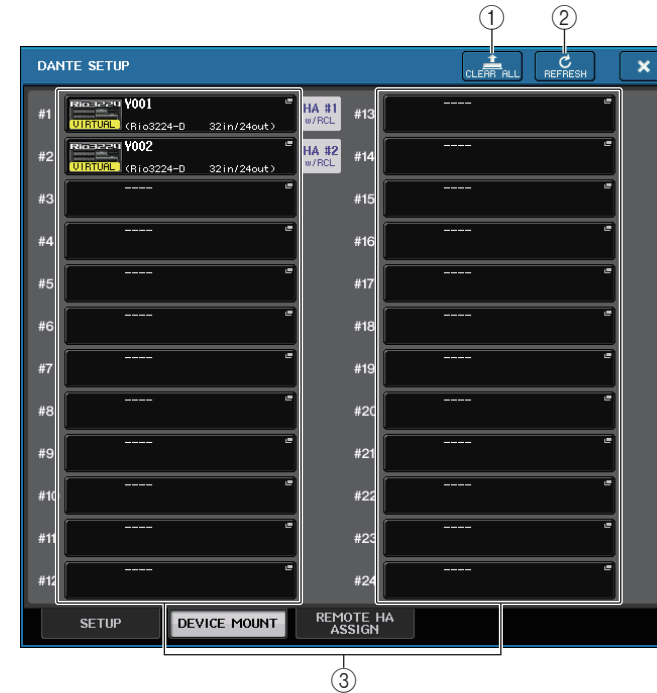 ① ②
DANTE SETUP CLEAR ALL REFRESH ×
#1 Rio3224 VIRTUAL Y001 (Rio3224-D 32in/24out) HA #1 w/RCL #13 ----
#2 Rio3224 VIRTUAL Y002 (Rio3224-D 32in/24out) HA #2 w/RCL #14 ----
#3 ---- #15 ----
#4 ---- #16 ----
#5 ---- #17 ----
#6 ---- #18 ----
#7 ---- #19 ----
#8 ---- #20 ----
#9 ---- #21 ----
#10 ---- #22 ----
#11 ---- #23 ----
#12 ---- #24 ----
SETUP DEVICE MOUNT REMOTE HA ASSIGN
③